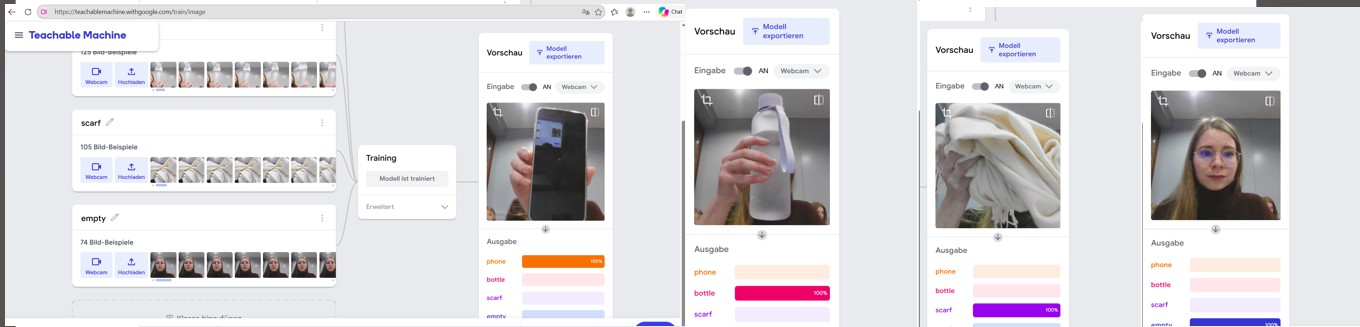 https://teachablemachine.withgoogle.com/train/image
Chat
Teachable Machine
125 Bild-Beispiele
Webcam
Hochladen
scarf
105 Bild-Beispiele
Webcam
Hochladen
empty
74 Bild-Beispiele
Webcam
Hochladen
Klasse hinzufügen
Training
Modell ist trainiert
Erweitert
Vorschau
Modell
exportieren
Eingabe
AN
Webcam
Ausgabe
phone
100%
bottle
scarf
empty
Vorschau
Modell
exportieren
Eingabe
AN
Webcam
Ausgabe
phone
bottle
100%
scarf
Vorschau
Modell
exportieren
Eingabe
AN
Webcam
Ausgabe
phone
bottle
scarf
100%
Vorschau
Modell
exportieren
Eingabe
AN
Webcam
Ausgabe
phone
bottle
scarf
empty
100%